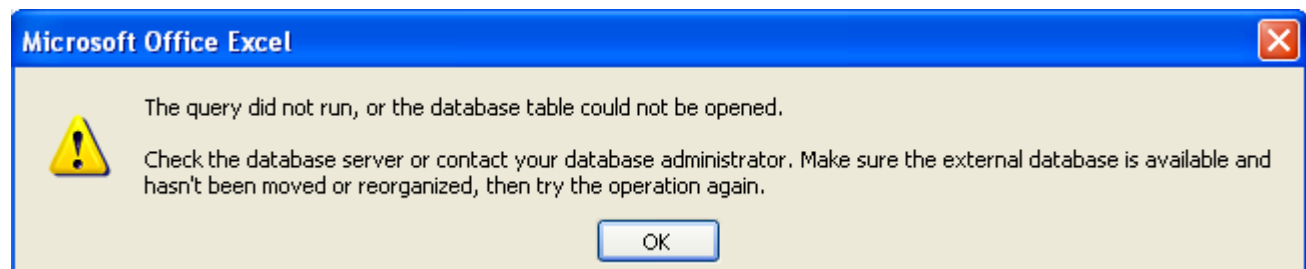 Microsoft Office Excel
The query did not run, or the database table could not be opened.
Check the database server or contact your database administrator. Make sure the external database is available and
hasn't been moved or reorganized, then try the operation again.
OK